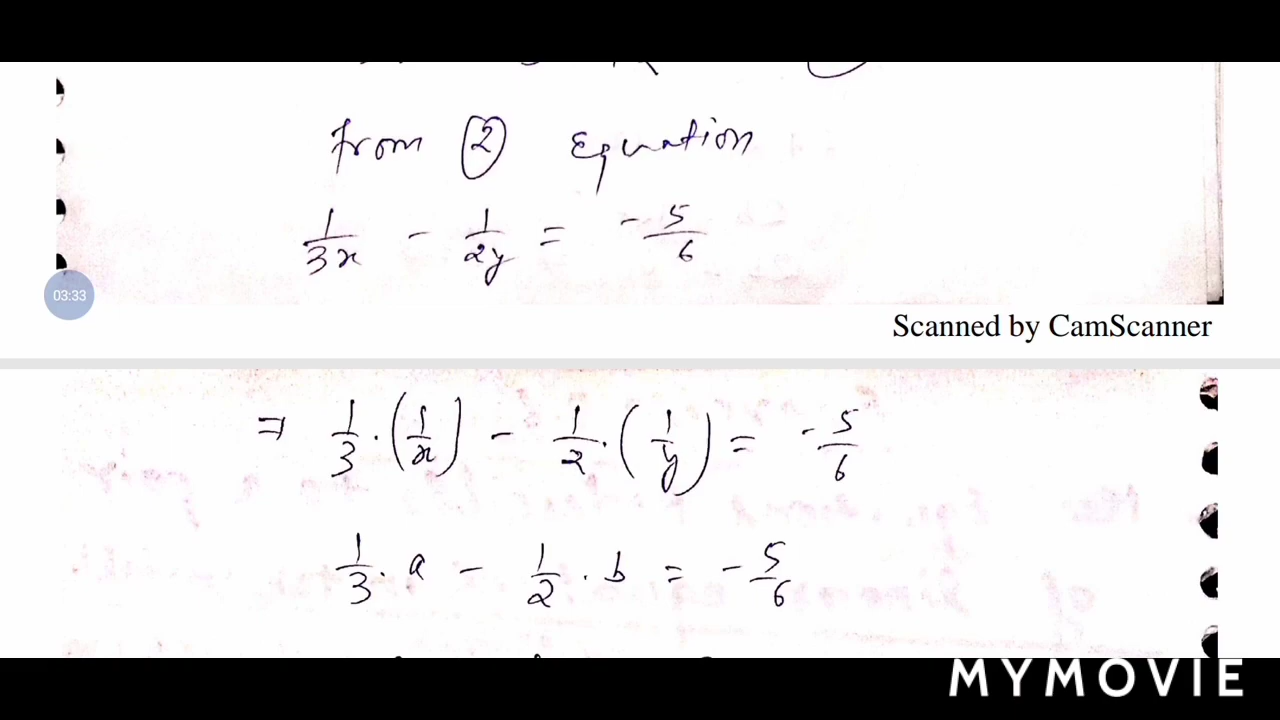 from ② Equation
1/3x - 1/2y = -5/6
03:33
Scanned by CamScanner
⇒ 1/3 · (1/x) - 1/2 · (1/y) = -5/6
1/3 · a - 1/2 · b = -5/6
MYMOVIE